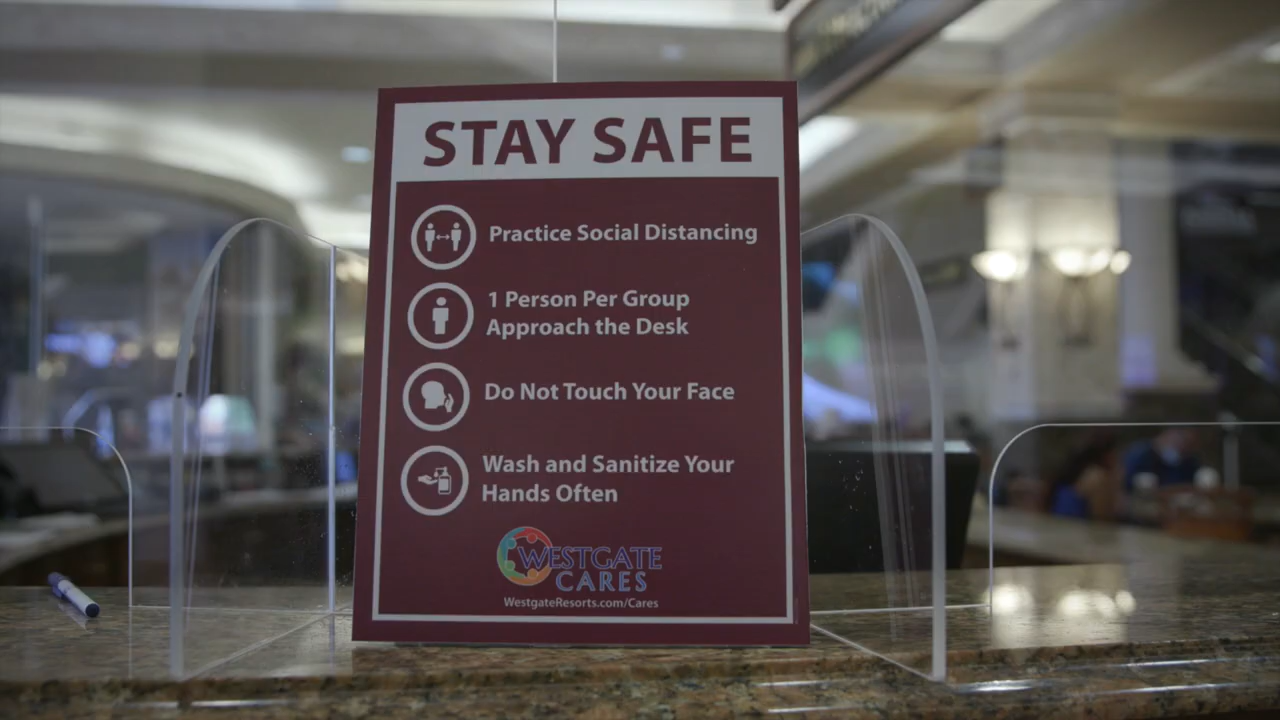 STAY SAFE
Practice Social Distancing
1 Person Per Group
Approach the Desk
Do Not Touch Your Face
Wash and Sanitize Your
Hands Often
WESTGATE
CARES
WestgateResorts.com/Cares